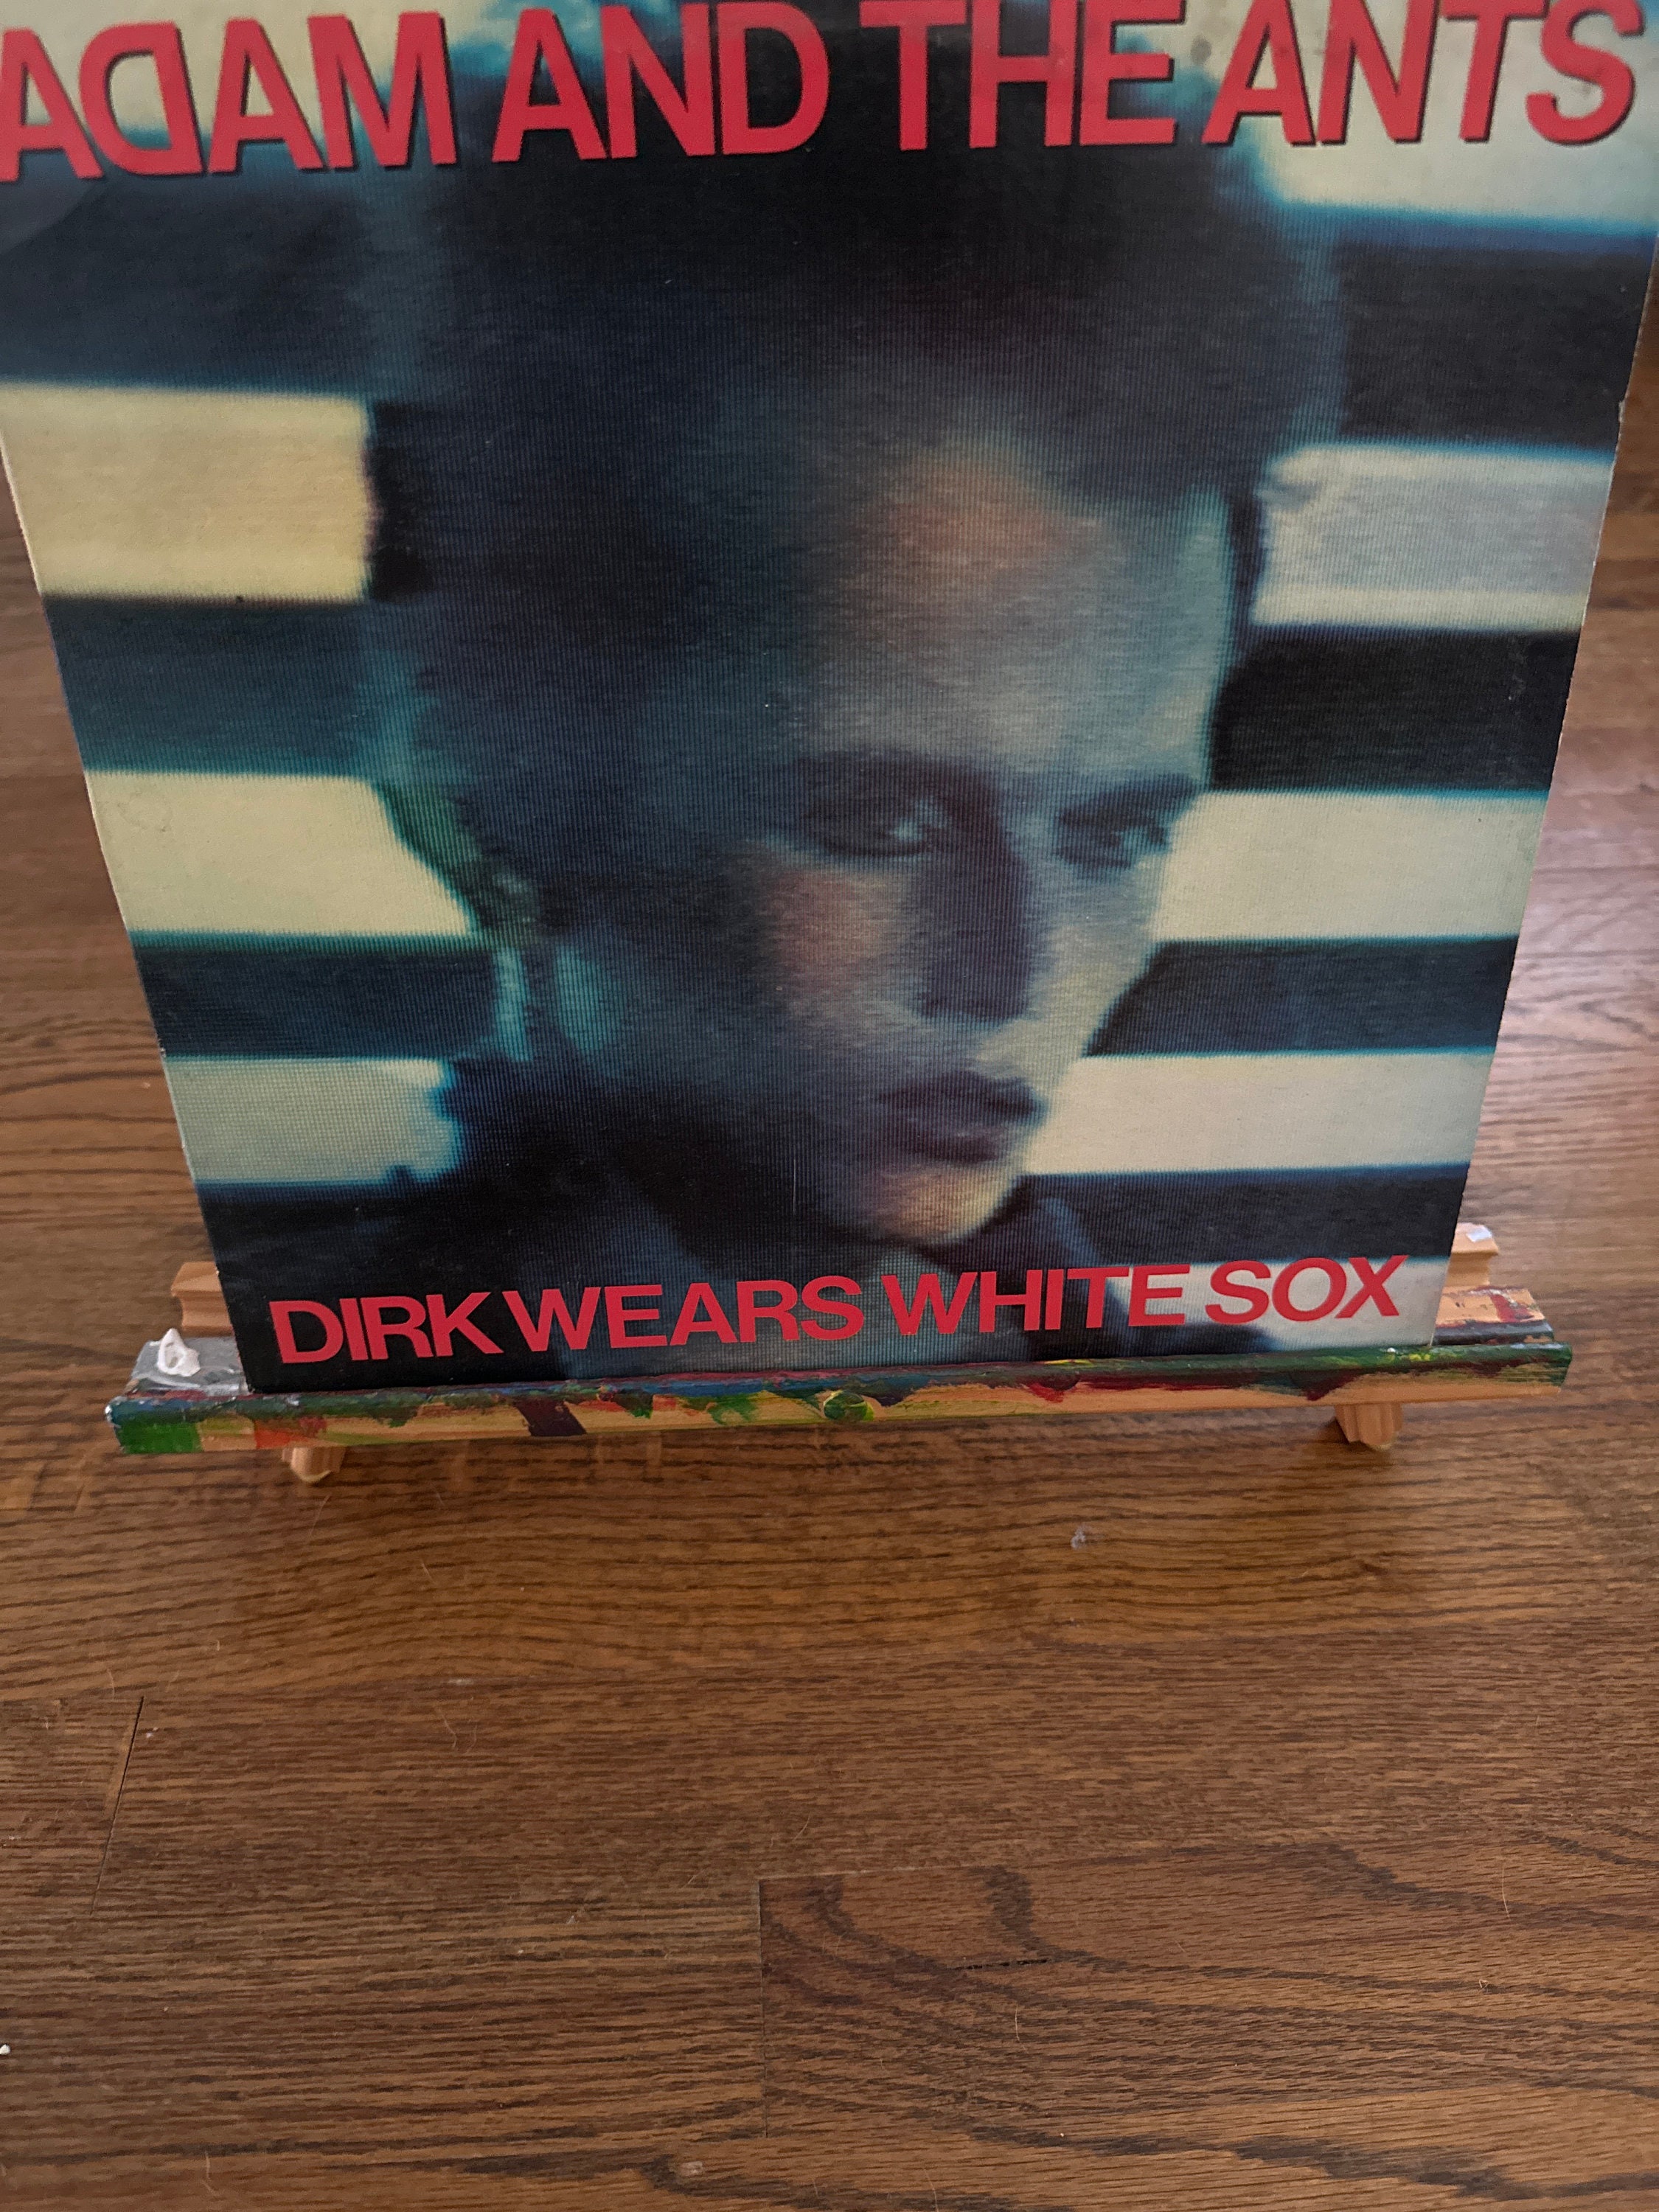 ADAM AND THE ANTS
DIRK WEARS WHITE SOX